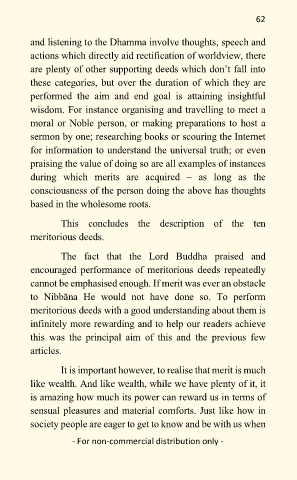 62
and listening to the Dhamma involve thoughts, speech and
actions which directly aid rectification of worldview, there
are plenty of other supporting deeds which don't fall into
these categories, but over the duration of which they are
performed the aim and end goal is attaining insightful
wisdom. For instance organising and travelling to meet a
moral or Noble person, or making preparations to host a
sermon by one; researching books or scouring the Internet
for information to understand the universal truth; or even
praising the value of doing so are all examples of instances
during which merits are acquired – as long as the
consciousness of the person doing the above has thoughts
based in the wholesome roots.
This concludes the description of the ten
meritorious deeds.
The fact that the Lord Buddha praised and
encouraged performance of meritorious deeds repeatedly
cannot be emphasised enough. If merit was ever an obstacle
to Nibbāna He would not have done so. To perform
meritorious deeds with a good understanding about them is
infinitely more rewarding and to help our readers achieve
this was the principal aim of this and the previous few
articles.
It is important however, to realise that merit is much
like wealth. And like wealth, while we have plenty of it, it
is amazing how much its power can reward us in terms of
sensual pleasures and material comforts. Just like how in
society people are eager to get to know and be with us when
- For non-commercial distribution only -